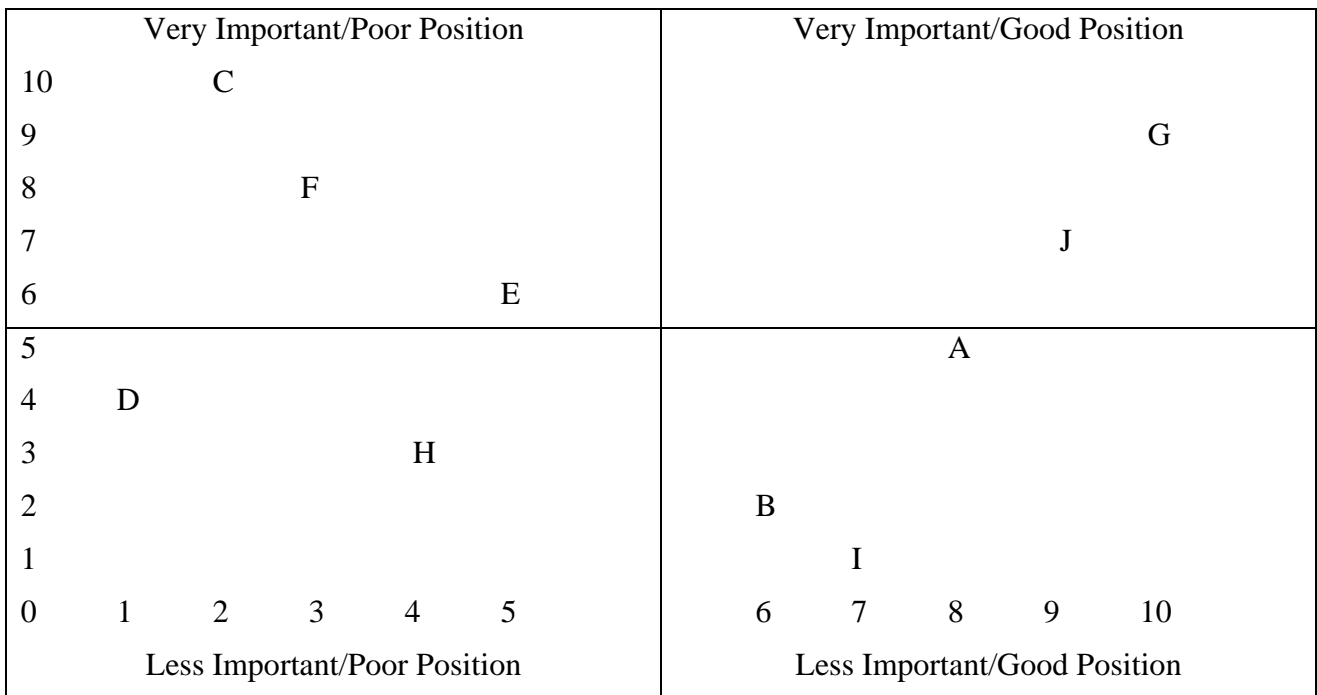 Very Important/Poor Position Very Important/Good Position
10 C
9 G
8 F
7 J
6 E
5 A
4 D
3 H
2 B
1 I
0 1 2 3 4 5 6 7 8 9 10
Less Important/Poor Position Less Important/Good Position